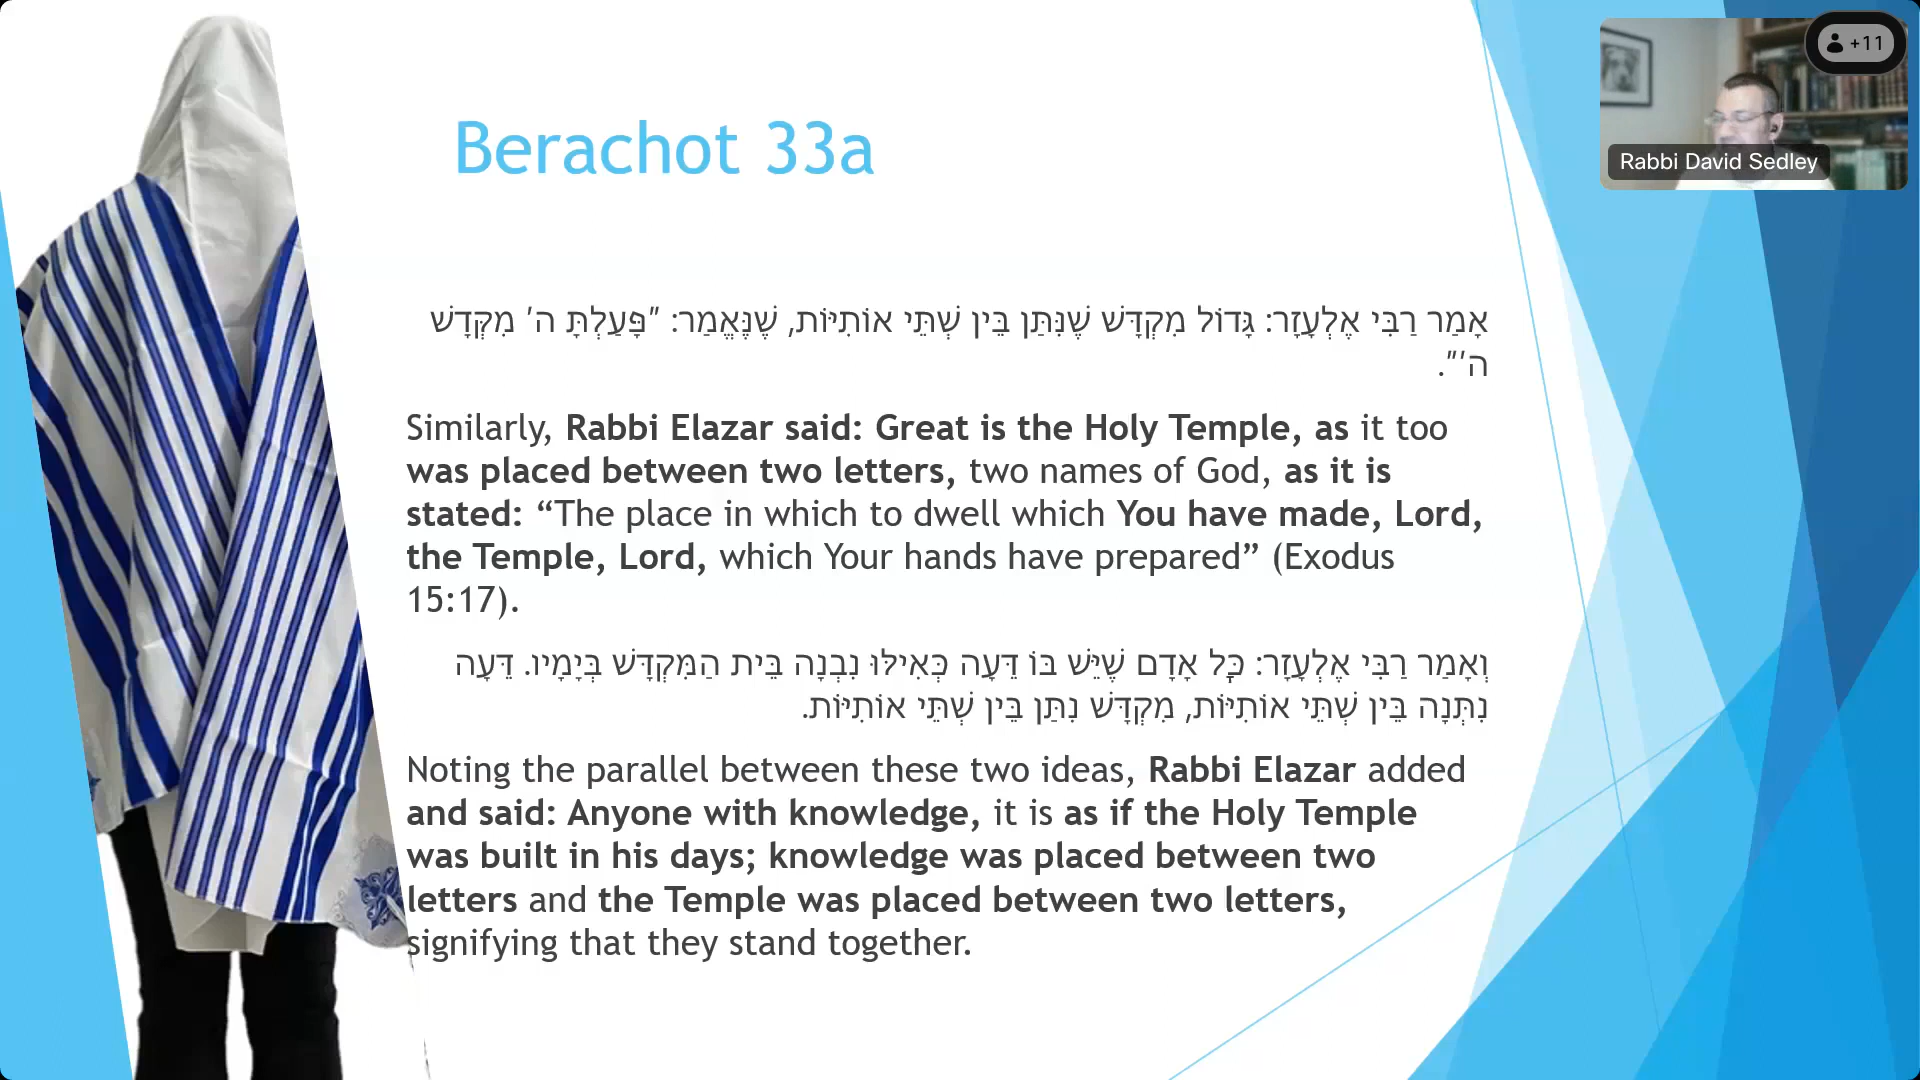 Berachot 33a
+11
Rabbi David Sedley
אָמַר רַבִּי אֶלְעָזָר: גָּדוֹל מִקְדָּשׁ שֶׁנִּתַּן בֵּין שְׁתֵּי אוֹתִיּוֹת, שֶׁנֶּאֱמַר: ״פָּעַלְתָּ ה׳ מִקְּדָשׁ
ה׳״.
Similarly, Rabbi Elazar said: Great is the Holy Temple, as it too
was placed between two letters, two names of God, as it is
stated: “The place in which to dwell which You have made, Lord,
the Temple, Lord, which Your hands have prepared” (Exodus
15:17).
וְאָמַר רַבִּי אֶלְעָזָר: כׇּל אָדָם שֶׁיֵּשׁ בּוֹ דֵּעָה כְּאִילּוּ נִבְנָה בֵּית הַמִּקְדָּשׁ בְּיָמָיו. דֵּעָה
נִתְּנָה בֵּין שְׁתֵּי אוֹתִיּוֹת, מִקְדָּשׁ נִתַּן בֵּין שְׁתֵּי אוֹתִיּוֹת.
Noting the parallel between these two ideas, Rabbi Elazar added
and said: Anyone with knowledge, it is as if the Holy Temple
was built in his days; knowledge was placed between two
letters and the Temple was placed between two letters,
signifying that they stand together.